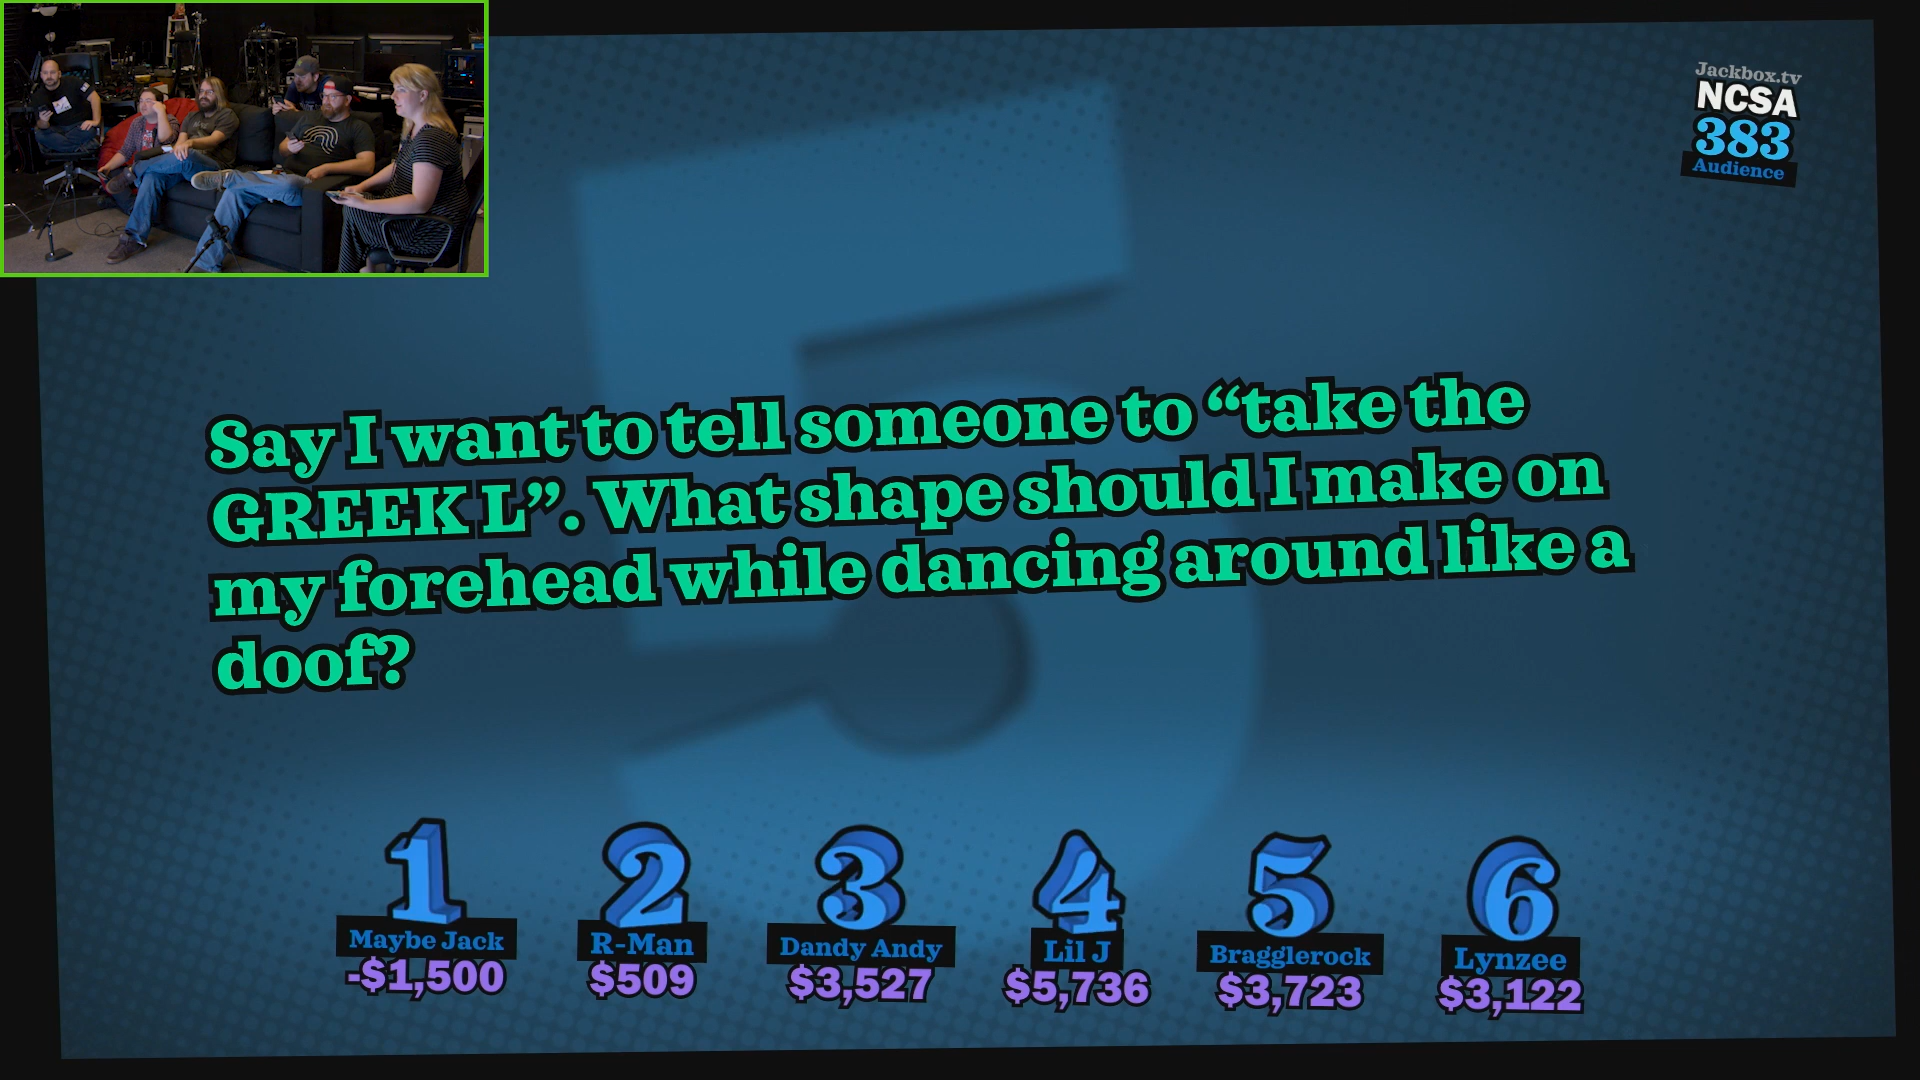 Jackbox.tv
NCSA
383
Audience
Say I want to tell someone to “take the
GREEK L”. What shape should I make on
my forehead while dancing around like a
doof?
5
1 2 3 4 5 6
Maybe Jack R-Man Dandy Andy Lil J Bragglerock Lynzee
-$1,500 $509 $3,527 $5,736 $3,723 $3,122